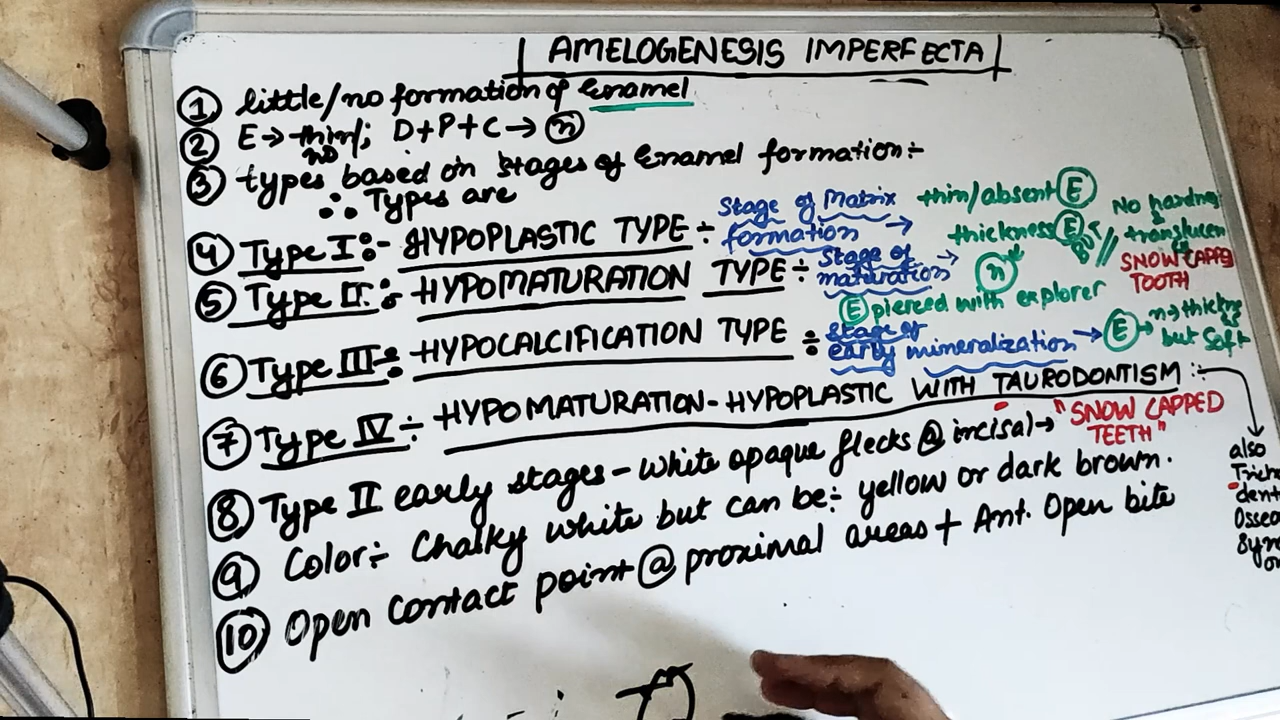 AMELOGENESIS IMPERFECTA
① little/no formation of Enamel
② E → thin/no; D+P+C → ⓝ
③ types based on stages of Enamel formation:-
∴ Types are
④ Type I:- HYPOPLASTIC TYPE ÷ Stage of Matrix formation → thin/absent Ⓔ
⑤ Type II:- HYPOMATURATION TYPE ÷ Stage of maturation → thickness Ⓔ ⓝ
No
SNOW CAPPED TOOTH
Ⓔ pierced with explorer
⑥ Type III:- HYPOCALCIFICATION TYPE ÷ Stage of early mineralization → Ⓔ → n → but soft
⑦ Type IV ÷ HYPOMATURATION-HYPOPLASTIC WITH TAURODONTISM :-
also
⑧ Type II early stages - White opaque flecks @ incisal → "SNOW CAPPED TEETH"
⑨ Color ÷ Chalky white but can be ÷ yellow or dark brown.
⑩ Open Contact point @ proximal areas + Ant. Open bite